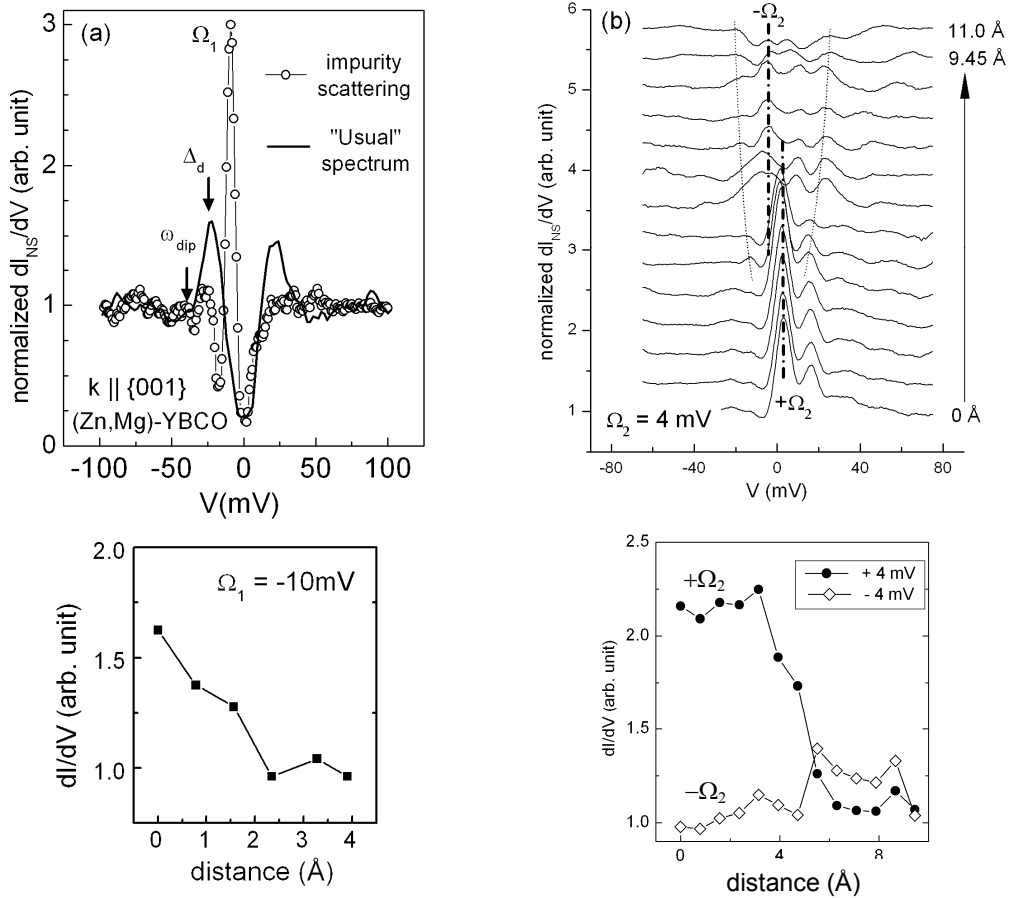 (a)
Ω₁
impurity
scattering
"Usual"
spectrum
Δd
ωdip
k || {001}
(Zn,Mg)-YBCO
normalized dI_NS/dV (arb. unit)
3
2
1
0
-100 -50 0 50 100
V(mV)
(b)
-Ω₂
11.0 Å
9.45 Å
0 Å
+Ω₂
Ω₂ = 4 mV
normalized dI_NS/dV (arb. unit)
6
5
4
3
2
1
-80 -40 0 40 80
V (mV)
Ω₁ = -10mV
dI/dV (arb. unit)
2.0
1.5
1.0
0 1 2 3 4
distance (Å)
+Ω₂
+ 4 mV
- 4 mV
−Ω₂
dI/dV (arb. unit)
2.5
2.0
1.5
1.0
0 4 8
distance (Å)